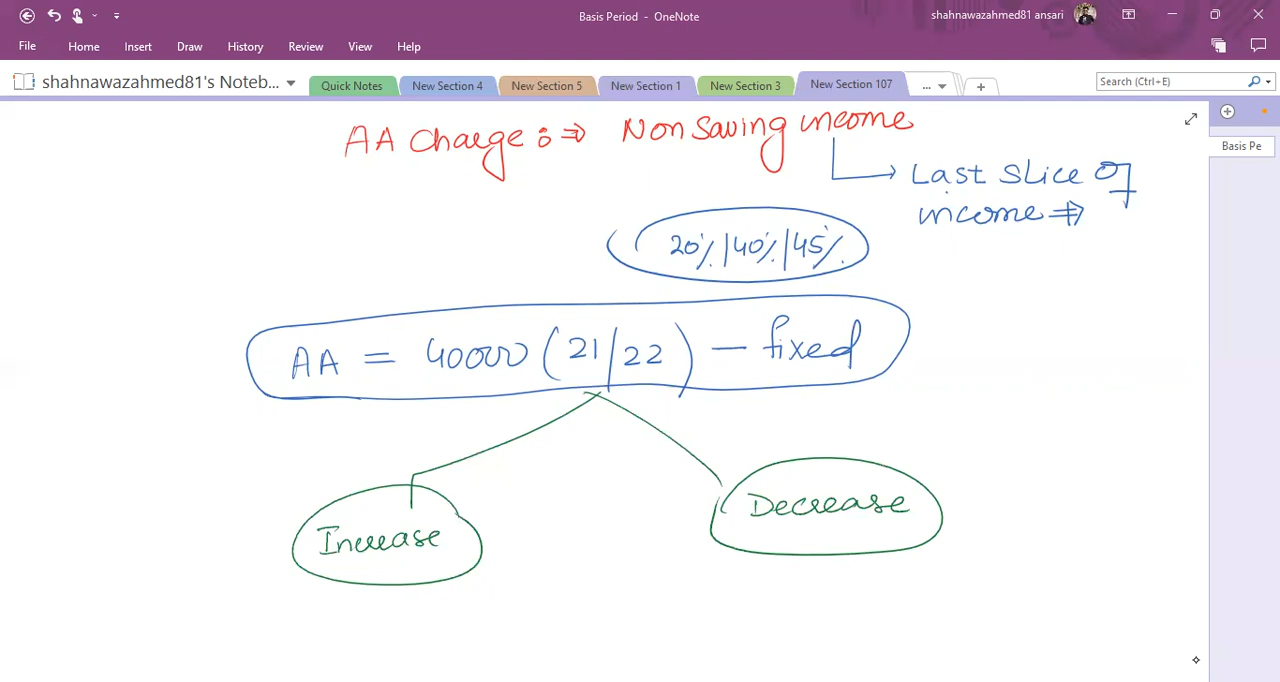 Basis Period - OneNote
shahnawazahmed81 ansari
File Home Insert Draw History Review View Help
shahnawazahmed81's Noteb...
Quick Notes New Section 4 New Section 5 New Section 1 New Section 3 New Section 107 ...
Search (Ctrl+E)
Basis Pe
AA Charge :⇒ Non Saving income
Last slice of
income ⇒
(20%/40%/45%
AA = 40000 (21/22) - fixed
Increase
Decrease